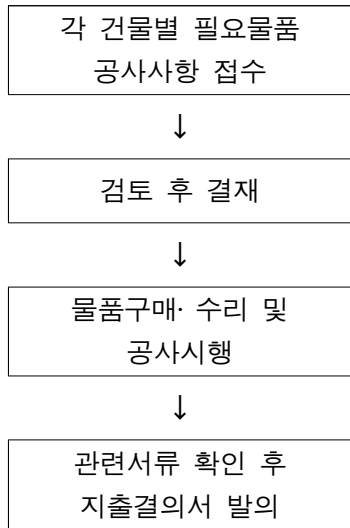 각 건물별 필요물품
공사사항 접수
↓
검토 후 결재
↓
물품구매· 수리 및
공사시행
↓
관련서류 확인 후
지출결의서 발의